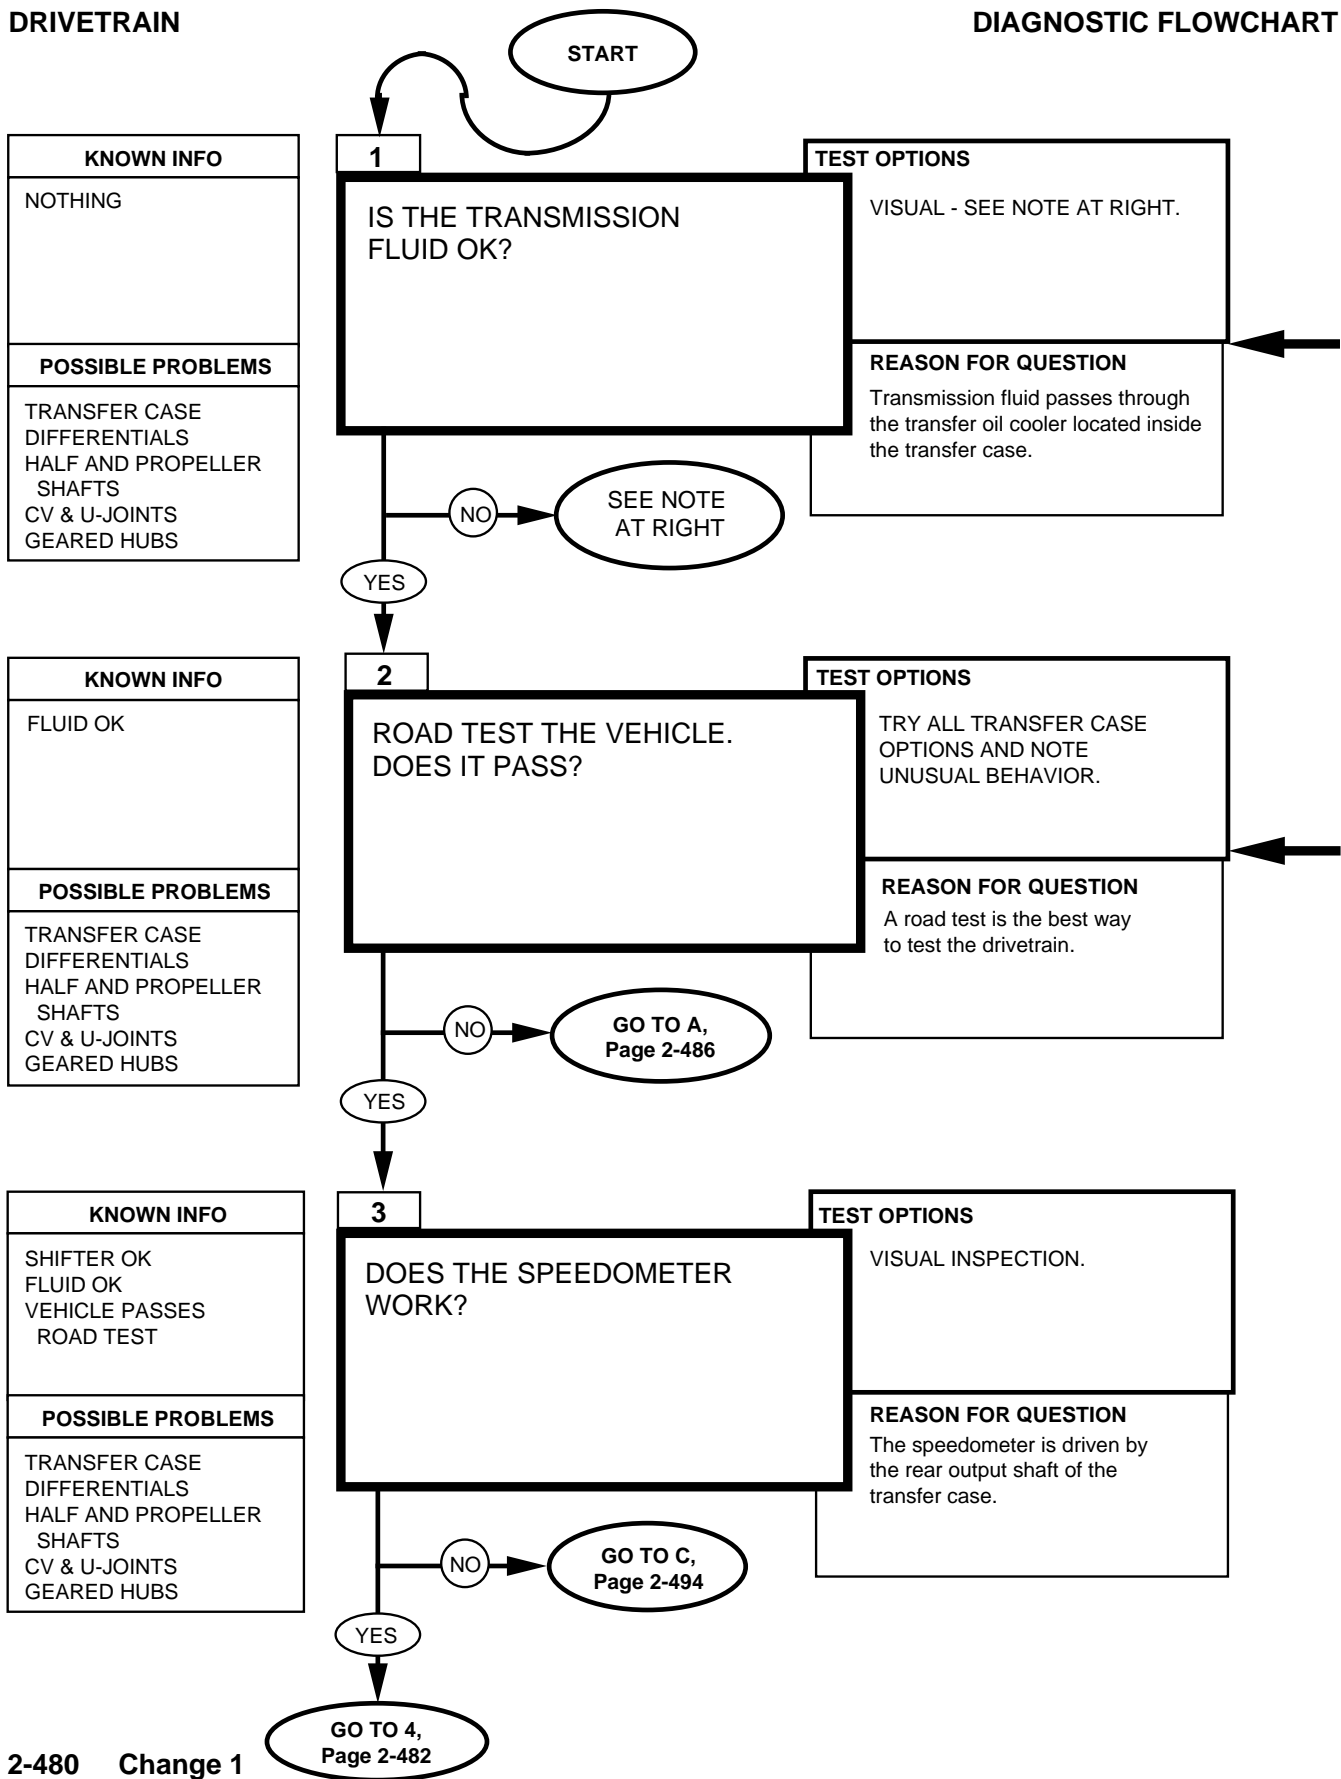 DRIVETRAIN
DIAGNOSTIC FLOWCHART
START
KNOWN INFO
NOTHING
POSSIBLE PROBLEMS
TRANSFER CASE
DIFFERENTIALS
HALF AND PROPELLER
SHAFTS
CV & U-JOINTS
GEARED HUBS
1
IS THE TRANSMISSION
FLUID OK?
TEST OPTIONS
VISUAL - SEE NOTE AT RIGHT.
REASON FOR QUESTION
Transmission fluid passes through
the transfer oil cooler located inside
the transfer case.
NO
SEE NOTE
AT RIGHT
YES
KNOWN INFO
FLUID OK
POSSIBLE PROBLEMS
TRANSFER CASE
DIFFERENTIALS
HALF AND PROPELLER
SHAFTS
CV & U-JOINTS
GEARED HUBS
2
ROAD TEST THE VEHICLE.
DOES IT PASS?
TEST OPTIONS
TRY ALL TRANSFER CASE
OPTIONS AND NOTE
UNUSUAL BEHAVIOR.
REASON FOR QUESTION
A road test is the best way
to test the drivetrain.
NO
GO TO A,
Page 2-486
YES
KNOWN INFO
SHIFTER OK
FLUID OK
VEHICLE PASSES
ROAD TEST
POSSIBLE PROBLEMS
TRANSFER CASE
DIFFERENTIALS
HALF AND PROPELLER
SHAFTS
CV & U-JOINTS
GEARED HUBS
3
DOES THE SPEEDOMETER
WORK?
TEST OPTIONS
VISUAL INSPECTION.
REASON FOR QUESTION
The speedometer is driven by
the rear output shaft of the
transfer case.
NO
GO TO C,
Page 2-494
YES
GO TO 4,
Page 2-482
2-480 Change 1